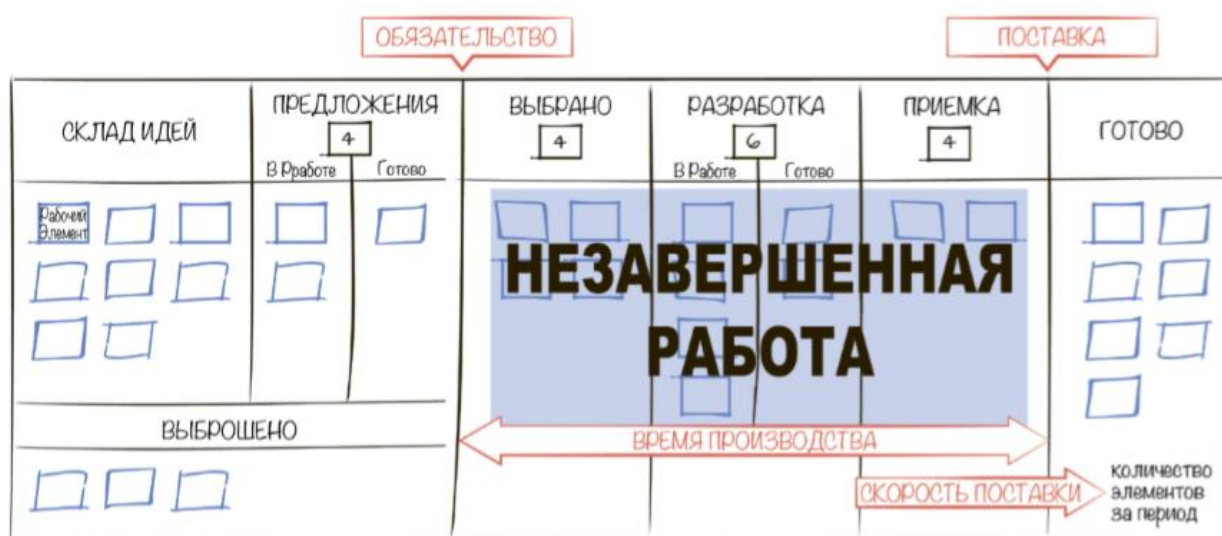 ОБЯЗАТЕЛЬСТВО
ПОСТАВКА
СКЛАД ИДЕЙ
ПРЕДЛОЖЕНИЯ
4
В Рработе
Готово
ВЫБРАНО
4
РАЗРАБОТКА
6
В Работе
Готово
ПРИЕМКА
4
ГОТОВО
Рабочий
Элемент
НЕЗАВЕРШЕННАЯ
РАБОТА
ВЫБРОШЕНО
ВРЕМЯ ПРОИЗВОДСТВА
СКОРОСТЬ ПОСТАВКИ
количество
элементов
за период